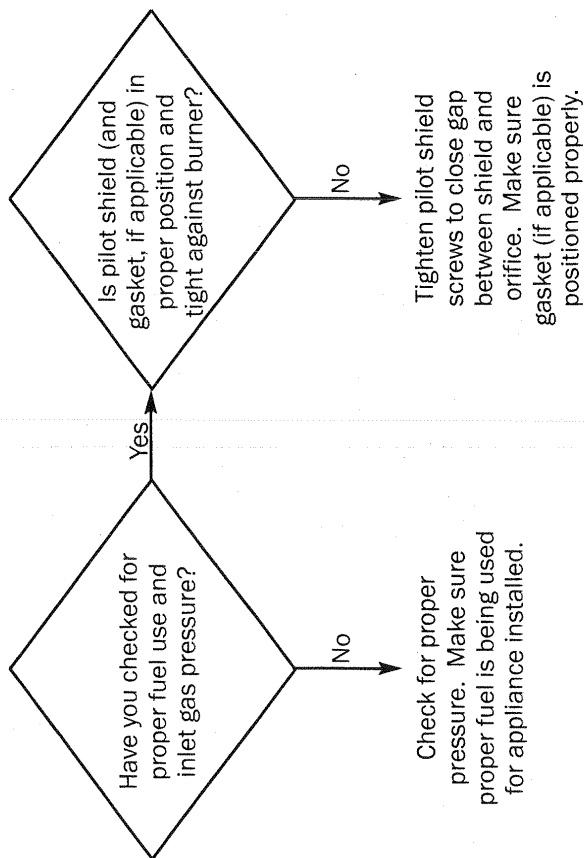 Have you checked for
proper fuel use and
inlet gas pressure?
No
Check for proper
pressure. Make sure
proper fuel is being used
for appliance installed.
Yes
Is pilot shield (and
gasket, if applicable) in
proper position and
tight against burner?
No
Tighten pilot shield
screws to close gap
between shield and
orifice. Make sure
gasket (if applicable) is
positioned properly.